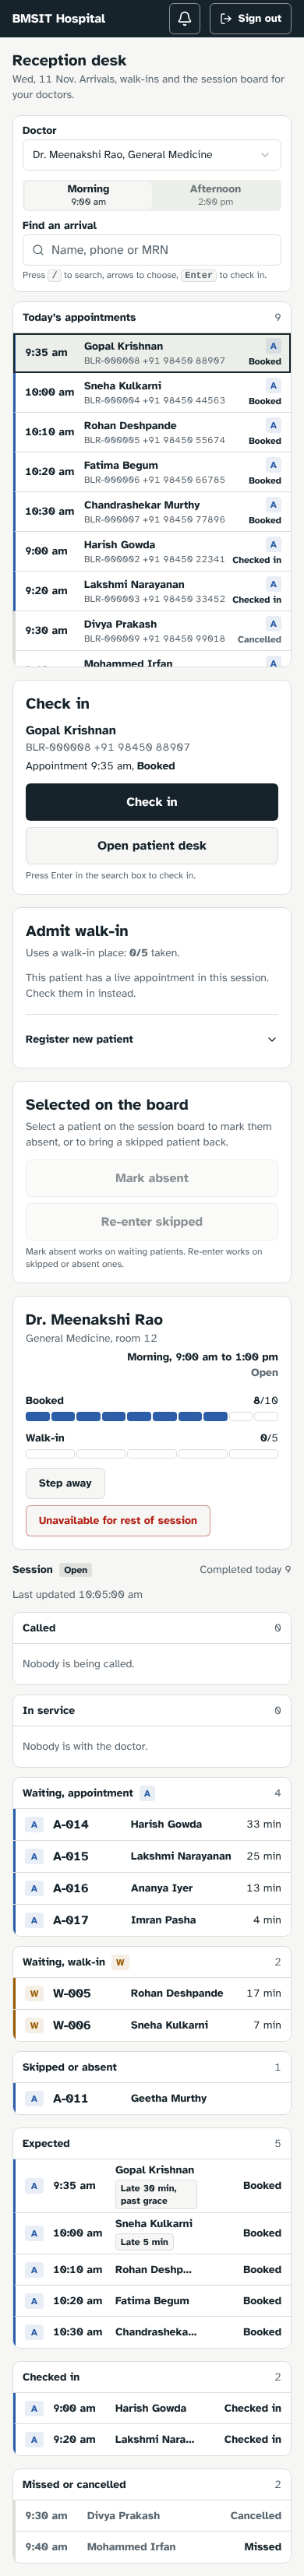 BMSIT Hospital
Sign out
Reception desk
Wed, 11 Nov. Arrivals, walk-ins and the session board for
your doctors.
Doctor
Dr. Meenakshi Rao, General Medicine
Morning
9:00 am
Afternoon
2:00 pm
Find an arrival
Name, phone or MRN
Press / to search, arrows to choose, Enter to check in.
Today's appointments 9
9:35 am Gopal Krishnan A
BLR-000008 +91 98450 88907 Booked
10:00 am Sneha Kulkarni A
BLR-000004 +91 98450 44563 Booked
10:10 am Rohan Deshpande A
BLR-000005 +91 98450 55674 Booked
10:20 am Fatima Begum A
BLR-000006 +91 98450 66785 Booked
10:30 am Chandrashekar Murthy A
BLR-000007 +91 98450 77896 Booked
9:00 am Harish Gowda A
BLR-000002 +91 98450 22341 Checked in
9:20 am Lakshmi Narayanan A
BLR-000003 +91 98450 33452 Checked in
9:30 am Divya Prakash A
BLR-000009 +91 98450 99018 Cancelled
Mohammed Irfan A
Check in
Gopal Krishnan
BLR-000008 +91 98450 88907
Appointment 9:35 am, Booked
Check in
Open patient desk
Press Enter in the search box to check in.
Admit walk-in
Uses a walk-in place: 0/5 taken.
This patient has a live appointment in this session.
Check them in instead.
Register new patient
Selected on the board
Select a patient on the session board to mark them
absent, or to bring a skipped patient back.
Mark absent
Re-enter skipped
Mark absent works on waiting patients. Re-enter works on
skipped or absent ones.
Dr. Meenakshi Rao
General Medicine, room 12
Morning, 9:00 am to 1:00 pm
Open
Booked 8/10
Walk-in 0/5
Step away
Unavailable for rest of session
Session Open Completed today 9
Last updated 10:05:00 am
Called 0
Nobody is being called.
In service 0
Nobody is with the doctor.
Waiting, appointment A 4
A A-014 Harish Gowda 33 min
A A-015 Lakshmi Narayanan 25 min
A A-016 Ananya Iyer 13 min
A A-017 Imran Pasha 4 min
Waiting, walk-in W 2
W W-005 Rohan Deshpande 17 min
W W-006 Sneha Kulkarni 7 min
Skipped or absent 1
A A-011 Geetha Murthy
Expected 5
A 9:35 am Gopal Krishnan Booked
Late 30 min,
past grace
A 10:00 am Sneha Kulkarni Booked
Late 5 min
A 10:10 am Rohan Deshp... Booked
A 10:20 am Fatima Begum Booked
A 10:30 am Chandrasheka... Booked
Checked in 2
A 9:00 am Harish Gowda Checked in
A 9:20 am Lakshmi Nara... Checked in
Missed or cancelled 2
9:30 am Divya Prakash Cancelled
9:40 am Mohammed Irfan Missed